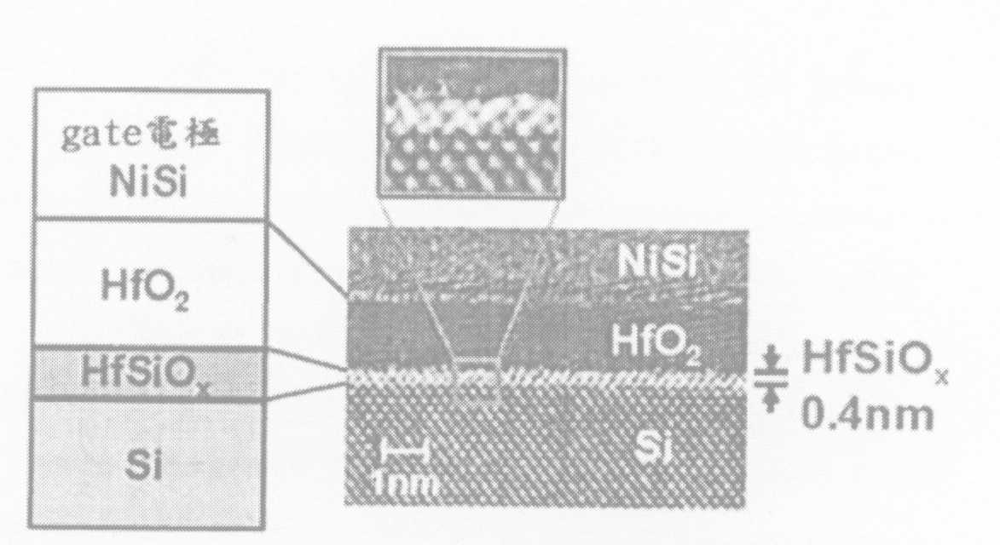 gate電極
NiSi
HfO₂
HfSiOₓ
Si
NiSi
HfO₂
Si
1nm
HfSiOₓ
0.4nm